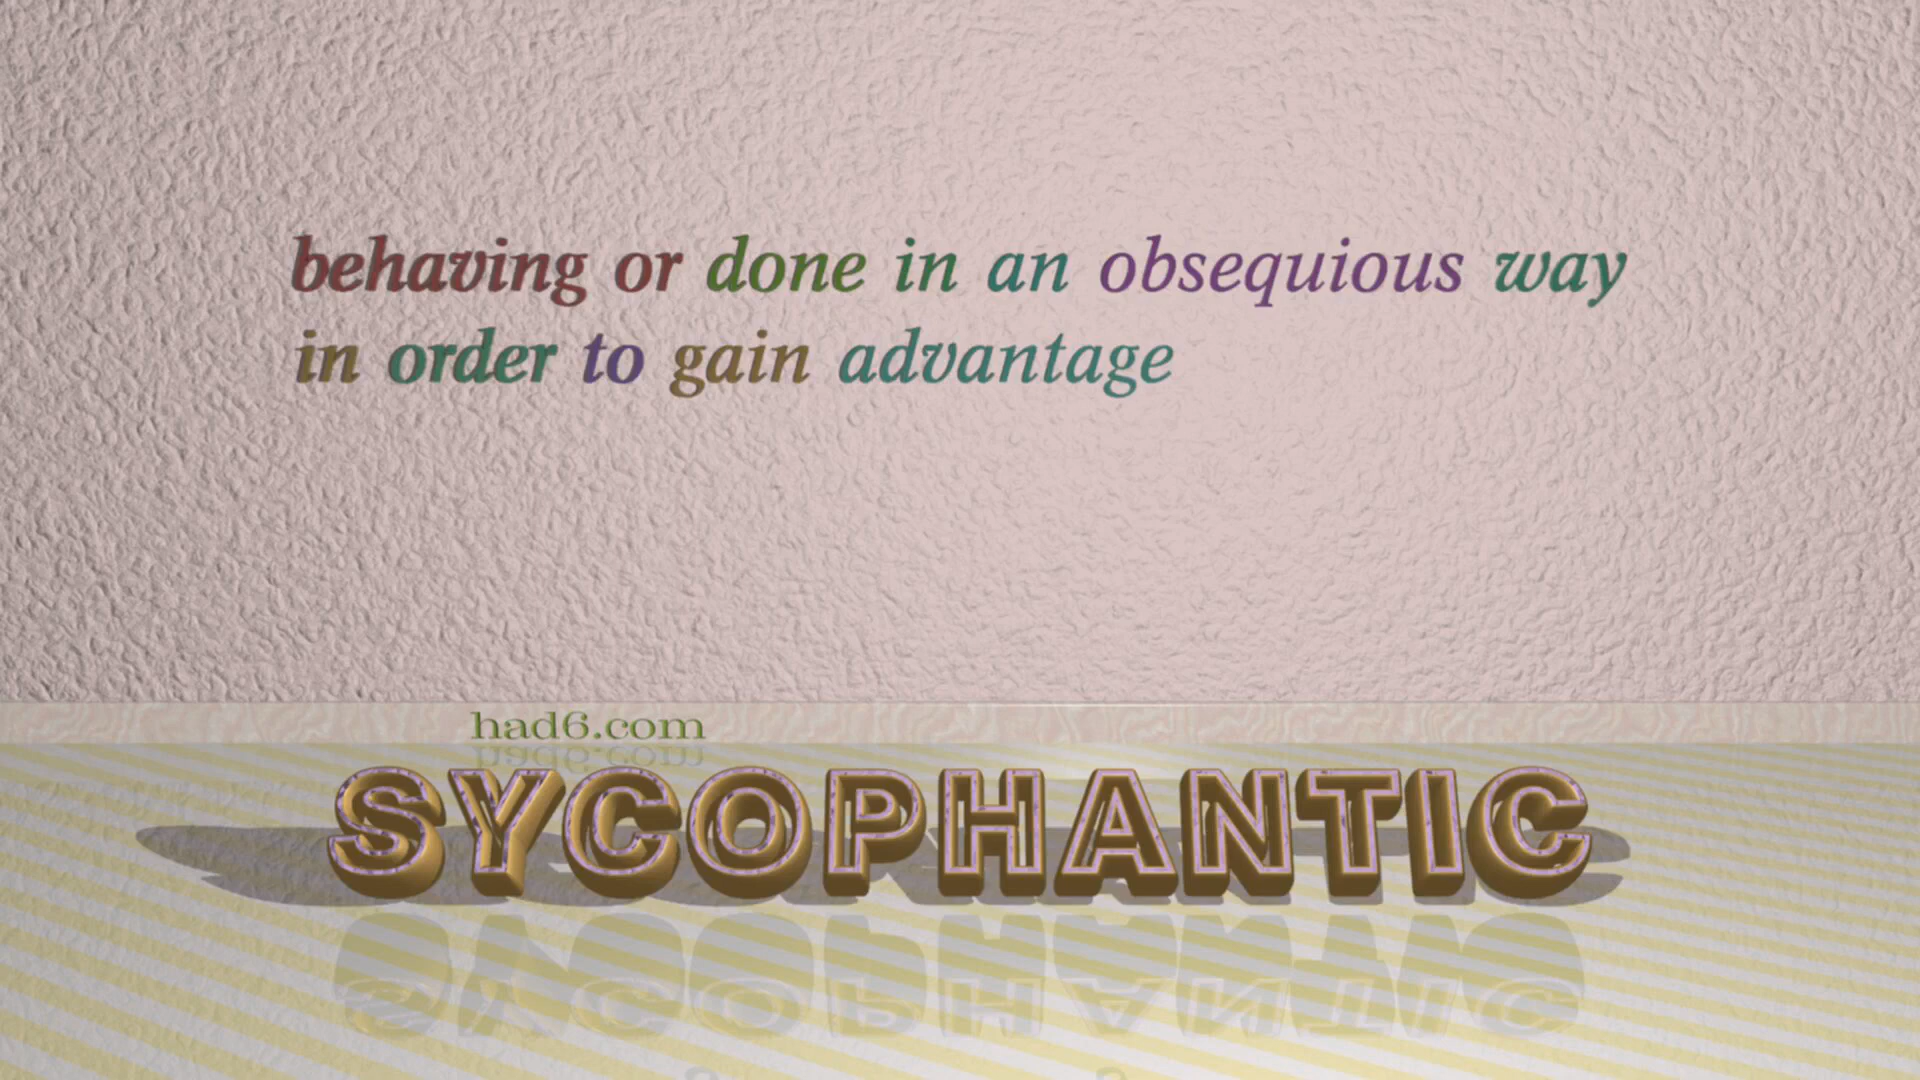 behaving or done in an obsequious way
in order to gain advantage
had6.com
SYCOPHANTIC